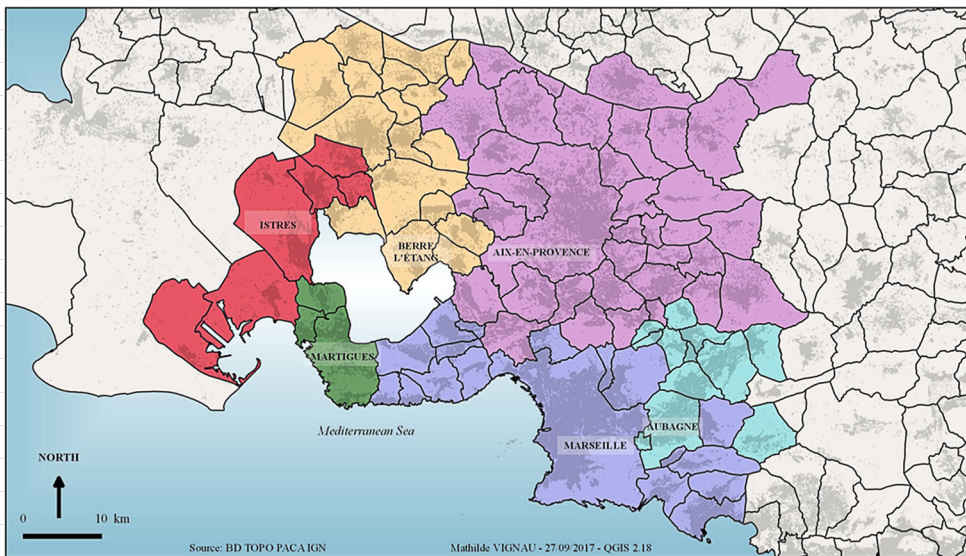 ISTRES
BERRE
L'ÉTANG
AIX-EN-PROVENCE
MARTIGUES
Mediterranean Sea
AUBAGNE
MARSEILLE
NORTH
0 10 km
Source: BD TOPO PACA IGN
Mathilde VIGNAU - 27/09/2017 - QGIS 2.18